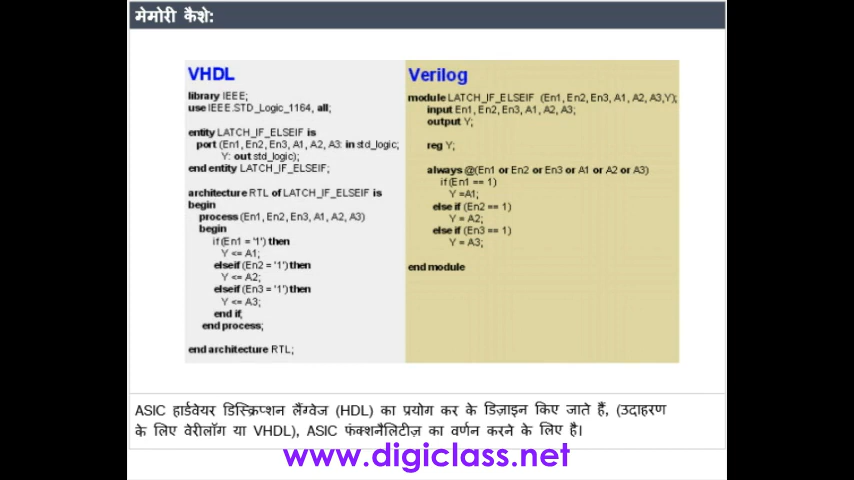 मेमोरी कैशे:
VHDL
library IEEE;
use IEEE.STD_Logic_1164, all;
entity LATCH_IF_ELSEIF is
port (En1, En2, En3, A1, A2, A3: in std_logic;
Y: out std_logic);
end entity LATCH_IF_ELSEIF;
architecture RTL of LATCH_IF_ELSEIF is
begin
process (En1, En2, En3, A1, A2, A3)
begin
if (En1 = '1') then
Y <= A1;
elseif (En2 = '1') then
Y <= A2;
elseif (En3 = '1') then
Y <= A3;
end if;
end process;
end architecture RTL;
Verilog
module LATCH_IF_ELSEIF (En1, En2, En3, A1, A2, A3,Y);
input En1, En2, En3, A1, A2, A3;
output Y;
reg Y;
always @(En1 or En2 or En3 or A1 or A2 or A3)
if (En1 == 1)
Y =A1;
else if (En2 == 1)
Y = A2;
else if (En3 == 1)
Y = A3;
end module
ASIC हार्डवेयर डिस्क्रिप्शन लैंग्वेज (HDL) का प्रयोग कर के डिज़ाइन किए जाते हैं, (उदाहरण
के लिए वेरीलॉग या VHDL), ASIC फंक्शनैलिटीज़ का वर्णन करने के लिए है।
www.digiclass.net